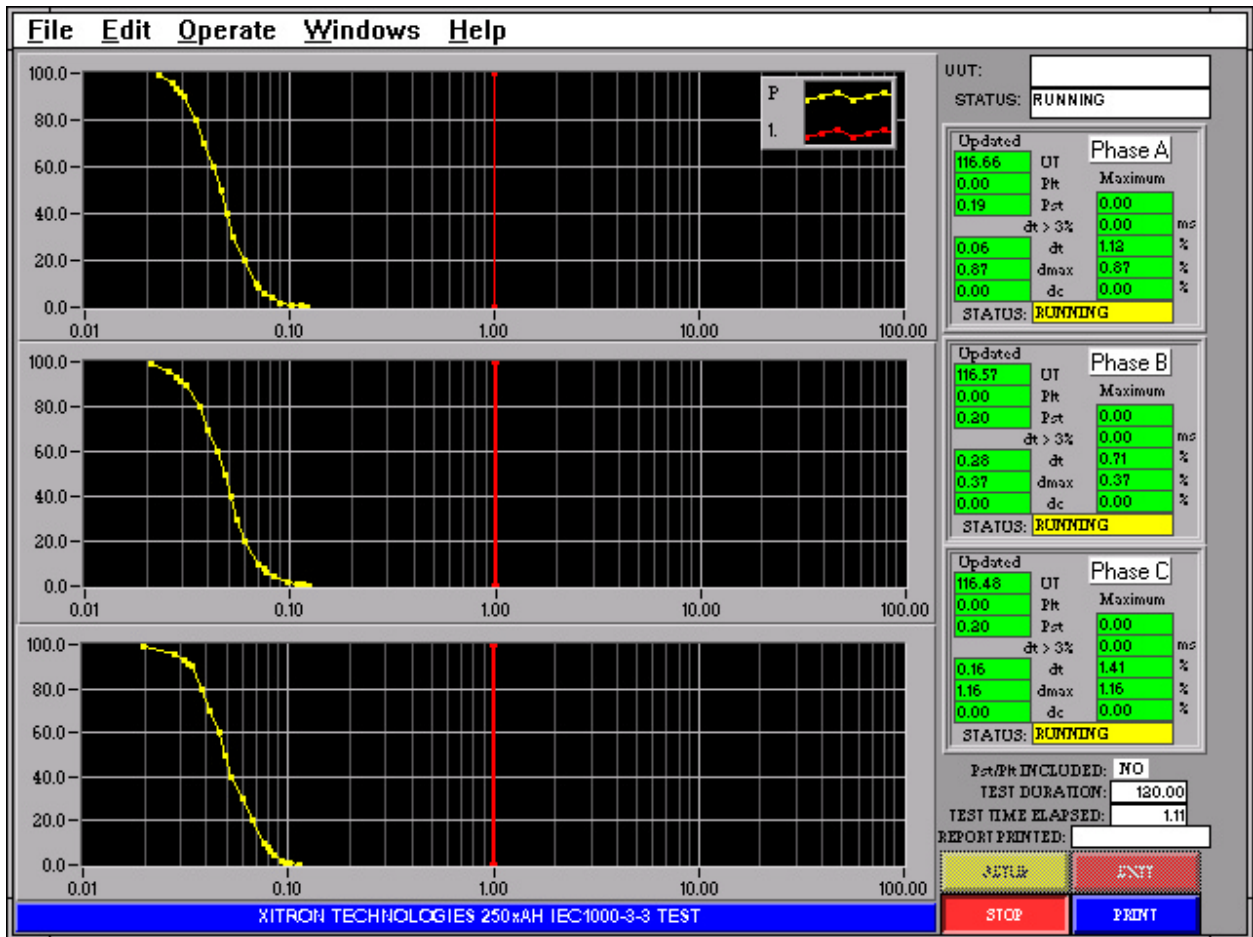 File Edit Operate Windows Help
100.0
80.0
60.0
40.0
20.0
0.0
0.01 0.10 1.00 10.00 100.00
P
1.
100.0
80.0
60.0
40.0
20.0
0.0
0.01 0.10 1.00 10.00 100.00
100.0
80.0
60.0
40.0
20.0
0.0
0.01 0.10 1.00 10.00 100.00
XITRON TECHNOLOGIES 250xAH IEC1000-3-3 TEST
UUT:
STATUS: RUNNING
Updated Phase A
116.66 UT
0.00 Plt Maximum
0.19 Pst 0.00
dt > 3% 0.00 ms
0.06 dt 1.12 %
0.87 dmax 0.87 %
0.00 dc 0.00 %
STATUS: RUNNING
Updated Phase B
116.57 UT
0.00 Plt Maximum
0.20 Pst 0.00
dt > 3% 0.00 ms
0.28 dt 0.71 %
0.37 dmax 0.37 %
0.00 dc 0.00 %
STATUS: RUNNING
Updated Phase C
116.48 UT
0.00 Plt Maximum
0.20 Pst 0.00
dt > 3% 0.00 ms
0.16 dt 1.41 %
1.16 dmax 1.16 %
0.00 dc 0.00 %
STATUS: RUNNING
Pst/Plt INCLUDED: NO
TEST DURATION: 120.00
TEST TIME ELAPSED: 1.11
REPORT PRINTED:
SETUP EXIT
STOP PRINT